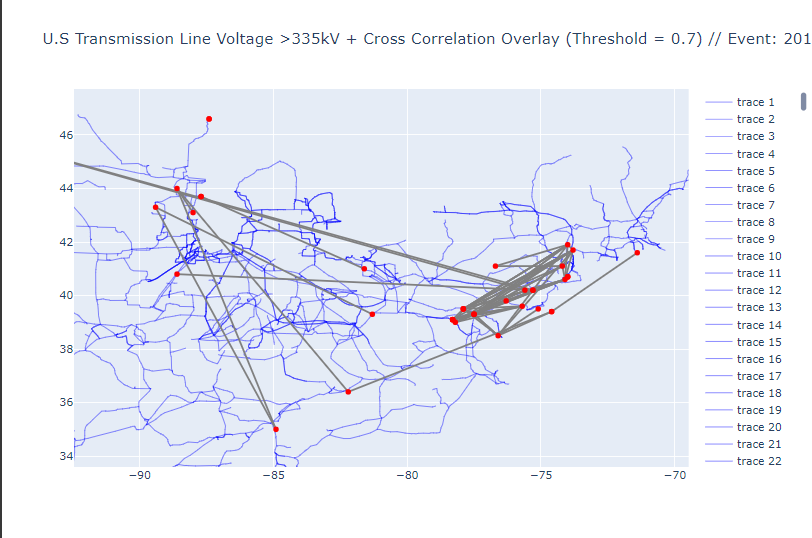 U.S Transmission Line Voltage >335kV + Cross Correlation Overlay (Threshold = 0.7) // Event: 201
46
44
42
40
38
36
34
−90
−85
−80
−75
−70
trace 1
trace 2
trace 3
trace 4
trace 5
trace 6
trace 7
trace 8
trace 9
trace 10
trace 11
trace 12
trace 13
trace 14
trace 15
trace 16
trace 17
trace 18
trace 19
trace 20
trace 21
trace 22